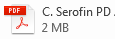 PDF
C. Serofin PD
2 MB